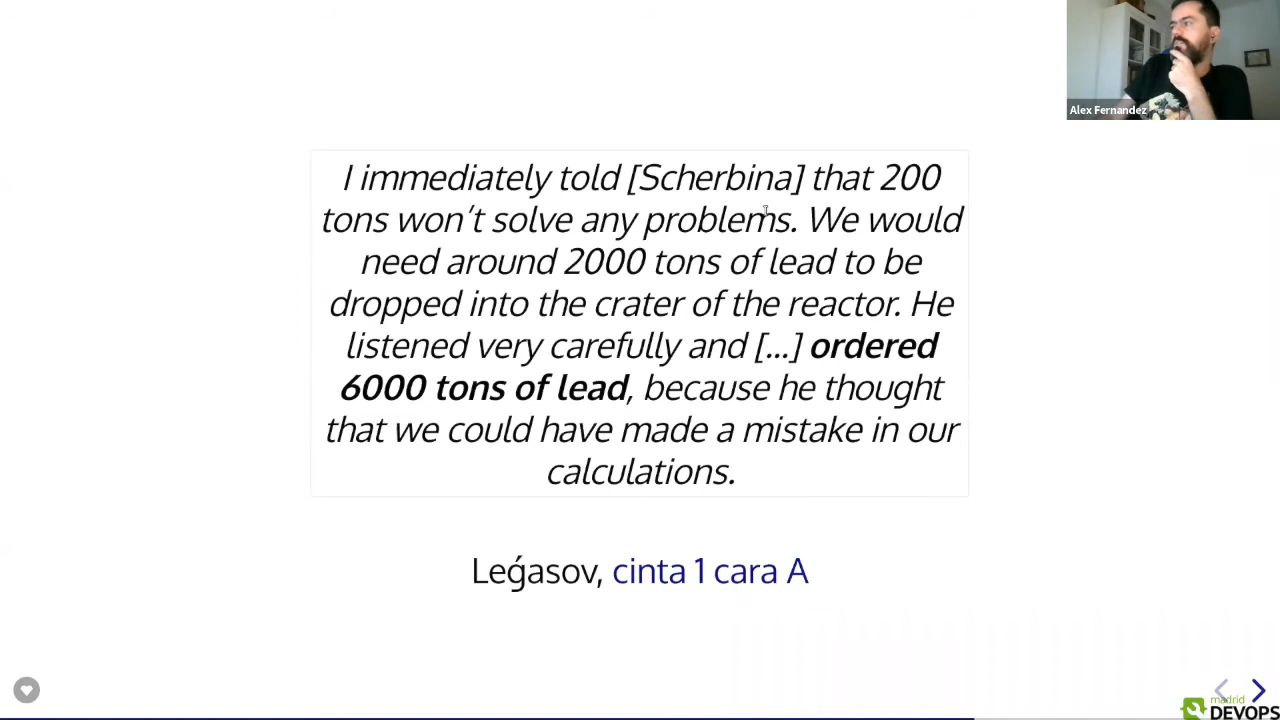 Alex Fernandez
I immediately told [Scherbina] that 200
tons won’t solve any problems. We would
need around 2000 tons of lead to be
dropped into the crater of the reactor. He
listened very carefully and [...] ordered
6000 tons of lead, because he thought
that we could have made a mistake in our
calculations.
Leǵasov, cinta 1 cara A
madrid
DEVOPS